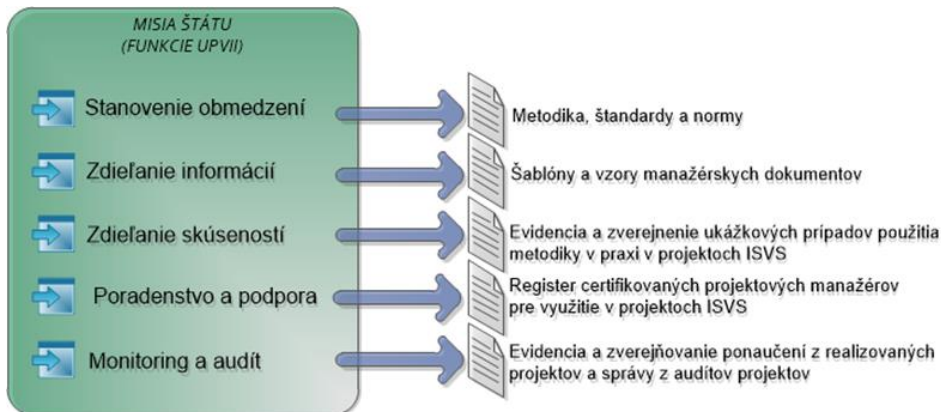 MISIA ŠTÁTU
(FUNKCIE UPVII)
Stanovenie obmedzení
Metodika, štandardy a normy
Zdieľanie informácií
Šablóny a vzory manažérskych dokumentov
Zdieľanie skúseností
Evidencia a zverejnenie ukážkových prípadov použitia
metodiky v praxi v projektoch ISVS
Poradenstvo a podpora
Register certifikovaných projektových manažérov
pre využitie v projektoch ISVS
Monitoring a audít
Evidencia a zverejňovanie ponaučení z realizovaných
projektov a správy z audítov projektov